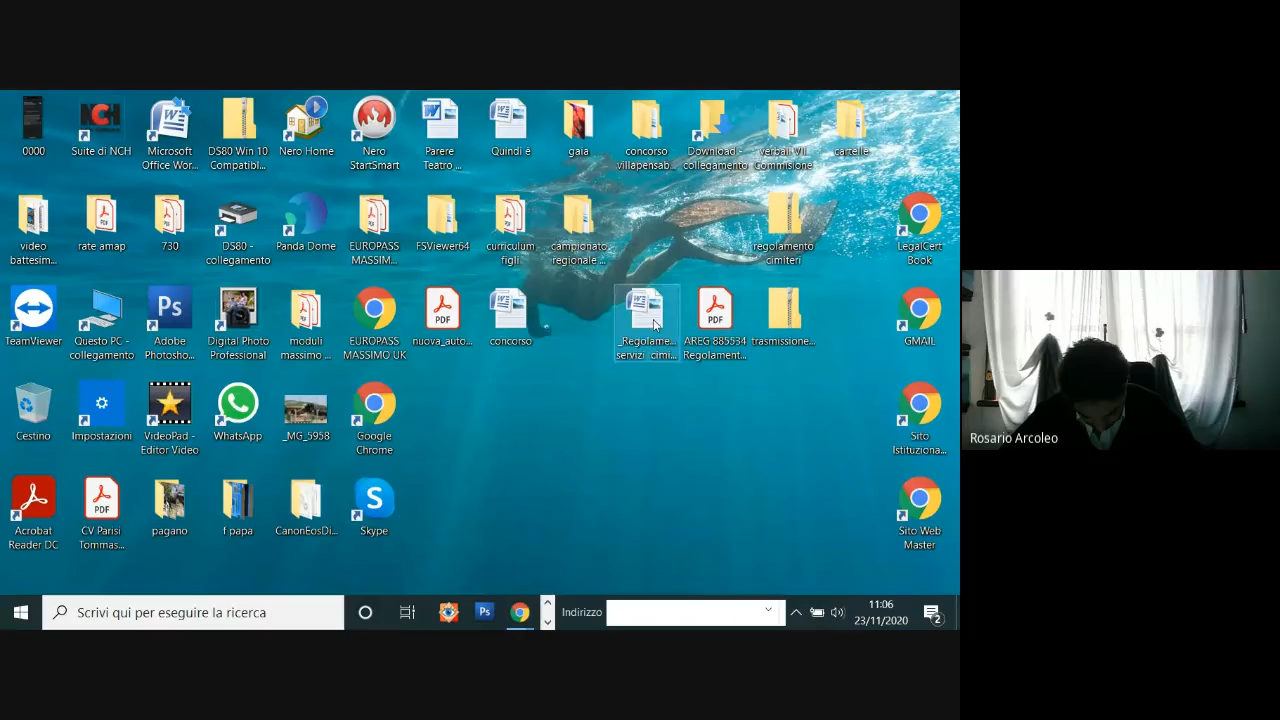 0000
Suite di NCH
Microsoft
Office Wor...
DS80 Win 10
Compatibl...
Nero Home
Nero
StartSmart
Parere
Teatro ...
Quindi è
gaia
concorso
villapensab...
Download -
collegamento
verbali VII
Commisione
cartelle
video
battesim...
rate amap
730
DS80 -
collegamento
Panda Dome
EUROPASS
MASSIM...
FSViewer64
curriculum
figli
campionato
regionale ...
regolamento
cimiteri
LegalCert
Book
TeamViewer
Questo PC -
collegamento
Adobe
Photosho...
Digital Photo
Professional
moduli
massimo ...
EUROPASS
MASSIMO UK
nuova_auto...
concorso
_Regolame...
servizi_cimi...
AREG 885534
Regolament...
trasmissione...
GMAIL
Cestino
Impostazioni
VideoPad -
Editor Video
WhatsApp
_MG_5958
Google
Chrome
Sito
Istituziona...
Acrobat
Reader DC
CV Parisi
Tommas...
pagano
f papa
CanonEosDi...
Skype
Sito Web
Master
Rosario Arcoleo
Scrivi qui per eseguire la ricerca
Indirizzo
11:06
23/11/2020
2